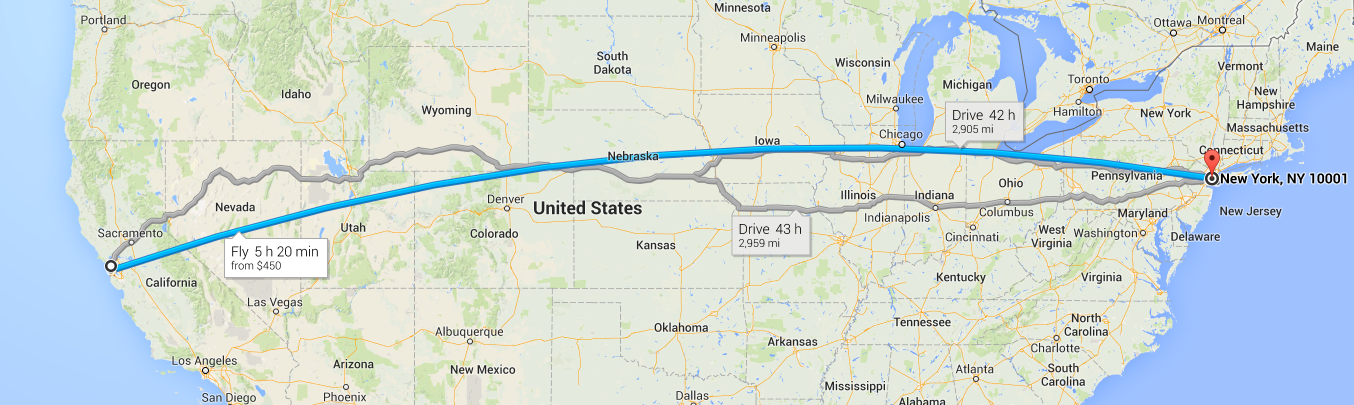 Minnesota
Portland
Ottawa
Montreal
Minneapolis
Maine
South
Dakota
Wisconsin
Vermont
Oregon
Michigan
Toronto
Idaho
New
Hampshire
Milwaukee
Hamilton
Wyoming
New York
Drive 42 h
2,905 mi
Massachusetts
Chicago
Iowa
Connecticut
Nebraska
Pennsylvania
New York, NY 10001
Ohio
Illinois
Indiana
Nevada
Denver
United States
Columbus
New Jersey
Maryland
Indianapolis
Utah
Sacramento
Colorado
Drive 43 h
2,959 mi
Cincinnati
West
Virginia
Washington
Delaware
Kansas
Fly 5 h 20 min
from $450
California
Kentucky
Virginia
Las Vegas
Tennessee
North
Carolina
Oklahoma
Albuquerque
Arkansas
Charlotte
Los Angeles
Arizona
New Mexico
Atlanta
South
Carolina
Mississippi
San Diego
Phoenix
Dallas
Alabama